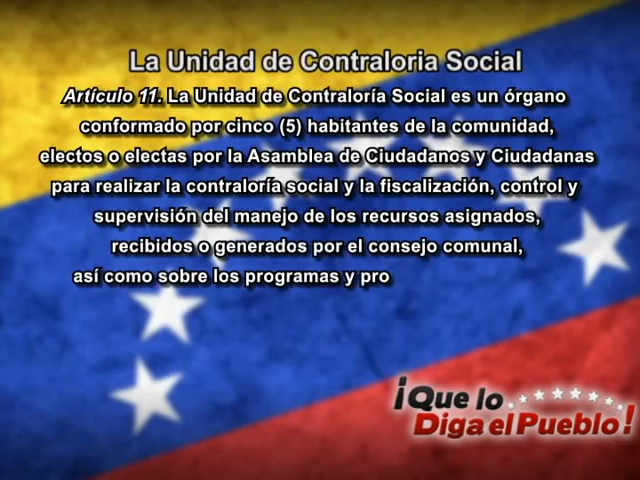 La Unidad de Contraloria Social
Artículo 11. La Unidad de Contraloría Social es un órgano
conformado por cinco (5) habitantes de la comunidad,
electos o electas por la Asamblea de Ciudadanos y Ciudadanas
para realizar la contraloría social y la fiscalización, control y
supervisión del manejo de los recursos asignados,
recibidos o generados por el consejo comunal,
así como sobre los programas y pro
¡Que lo
Diga el Pueblo!